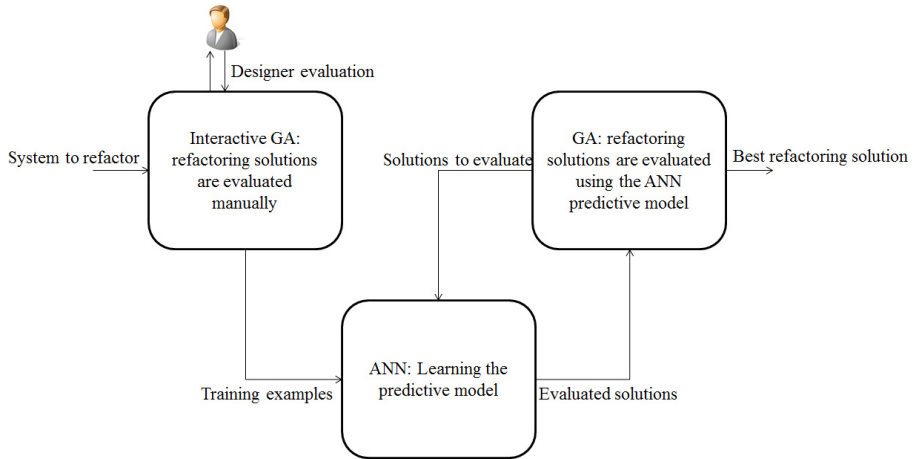 Designer evaluation
System to refactor
Interactive GA:
refactoring solutions
are evaluated
manually
Solutions to evaluate
GA: refactoring
solutions are evaluated
using the ANN
predictive model
Best refactoring solution
Training examples
ANN: Learning the
predictive model
Evaluated solutions